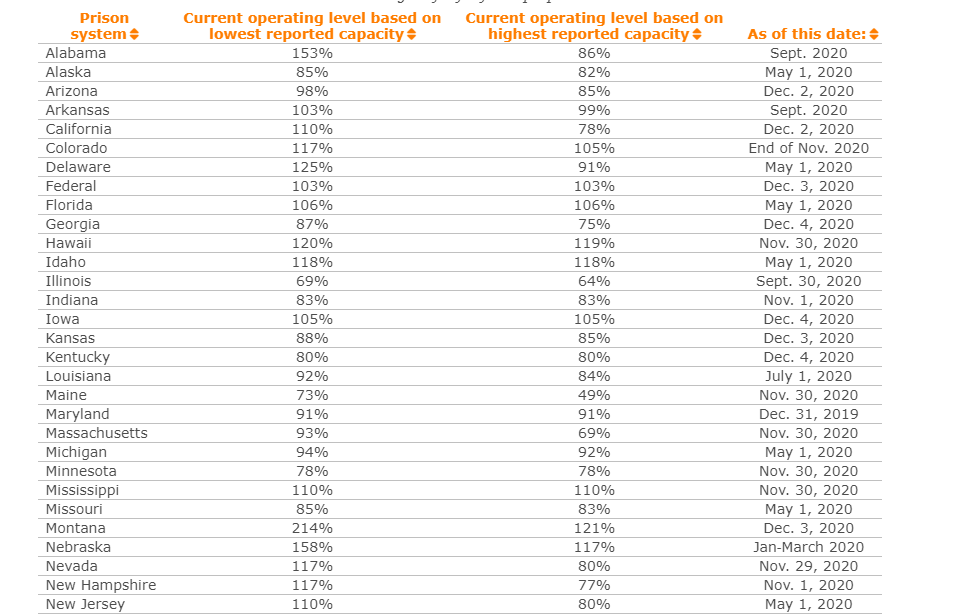 Prison system Current operating level based on lowest reported capacity Current operating level based on highest reported capacity As of this date:
Alabama 153% 86% Sept. 2020
Alaska 85% 82% May 1, 2020
Arizona 98% 85% Dec. 2, 2020
Arkansas 103% 99% Sept. 2020
California 110% 78% Dec. 2, 2020
Colorado 117% 105% End of Nov. 2020
Delaware 125% 91% May 1, 2020
Federal 103% 103% Dec. 3, 2020
Florida 106% 106% May 1, 2020
Georgia 87% 75% Dec. 4, 2020
Hawaii 120% 119% Nov. 30, 2020
Idaho 118% 118% May 1, 2020
Illinois 69% 64% Sept. 30, 2020
Indiana 83% 83% Nov. 1, 2020
Iowa 105% 105% Dec. 4, 2020
Kansas 88% 85% Dec. 3, 2020
Kentucky 80% 80% Dec. 4, 2020
Louisiana 92% 84% July 1, 2020
Maine 73% 49% Nov. 30, 2020
Maryland 91% 91% Dec. 31, 2019
Massachusetts 93% 69% Nov. 30, 2020
Michigan 94% 92% May 1, 2020
Minnesota 78% 78% Nov. 30, 2020
Mississippi 110% 110% Nov. 30, 2020
Missouri 85% 83% May 1, 2020
Montana 214% 121% Dec. 3, 2020
Nebraska 158% 117% Jan-March 2020
Nevada 117% 80% Nov. 29, 2020
New Hampshire 117% 77% Nov. 1, 2020
New Jersey 110% 80% May 1, 2020